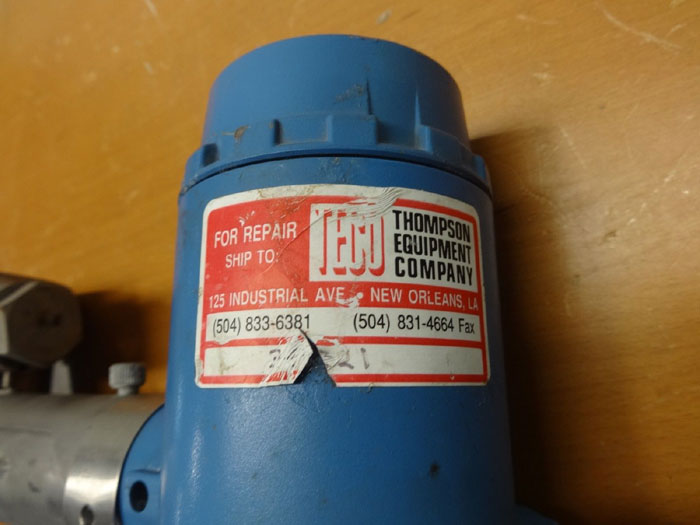 FOR REPAIR
SHIP TO:
TECO
THOMPSON
EQUIPMENT
COMPANY
125 INDUSTRIAL AVE. • NEW ORLEANS, LA
(504) 833-6381 (504) 831-4664 Fax